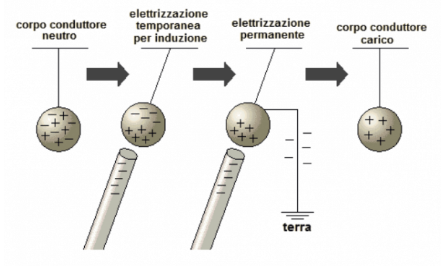 corpo conduttore
neutro
elettrizzazione
temporanea
per induzione
elettrizzazione
permanente
corpo conduttore
carico
terra